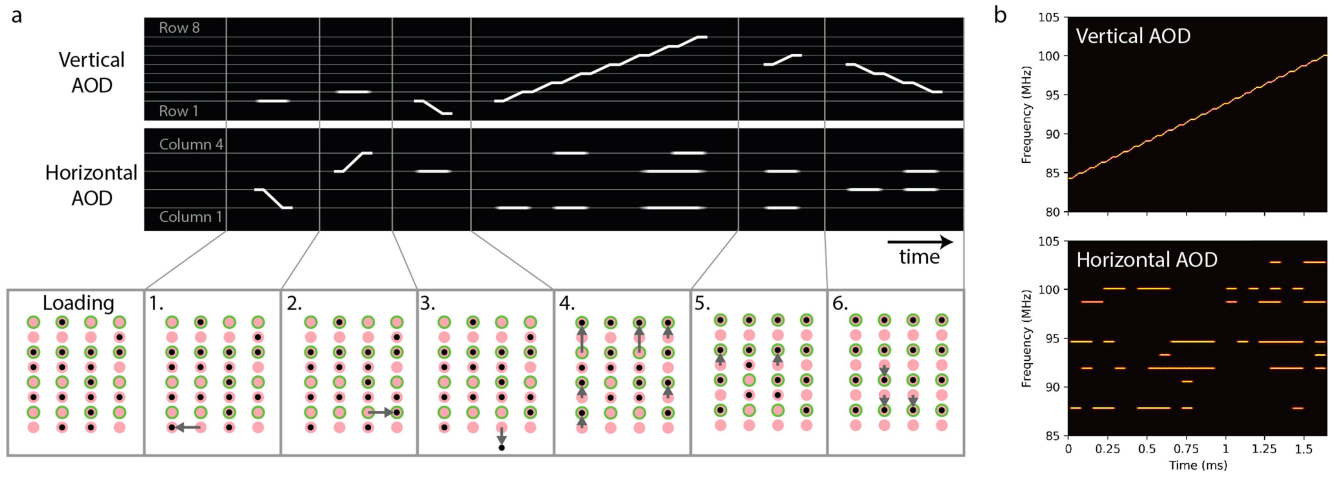 a
Row 8
Vertical
AOD
Row 1
Column 4
Horizontal
AOD
Column 1
time
Loading
1.
2.
3.
4.
5.
6.
b
105
Vertical AOD
100
95
90
85
80
Frequency (MHz)
105
Horizontal AOD
100
95
90
85
Frequency (MHz)
0 0.25 0.5 0.75 1 1.25 1.5
Time (ms)